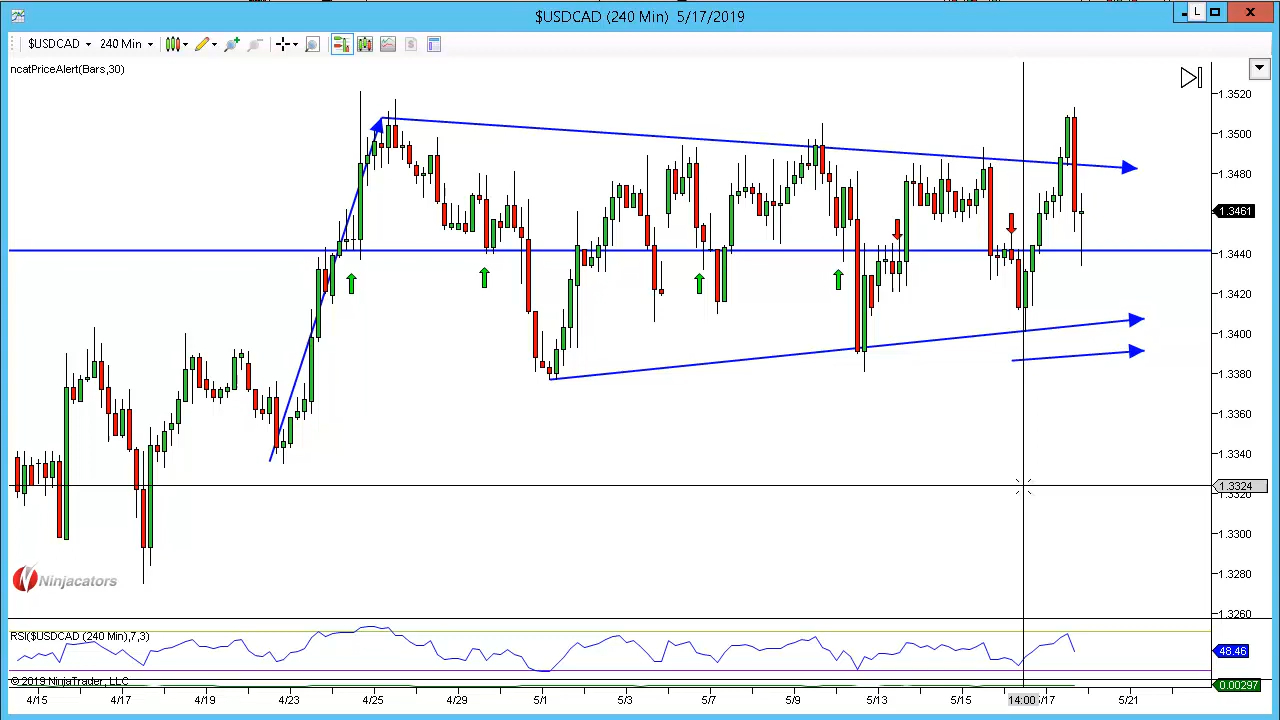 $USDCAD (240 Min) 5/17/2019
L
X
$USDCAD 240 Min
ncatPriceAlert(Bars,30)
1.3520
1.3500
1.3480
1.3461
1.3440
1.3420
1.3400
1.3380
1.3360
1.3340
1.3324
1.3320
1.3300
1.3280
1.3260
Ninjacators
RSI($USDCAD (240 Min),7,3)
48.46
© 2019 NinjaTrader, LLC
0.00297
4/15 4/17 4/19 4/23 4/25 4/29 5/1 5/3 5/7 5/9 5/13 5/15 14:00 /17 5/21